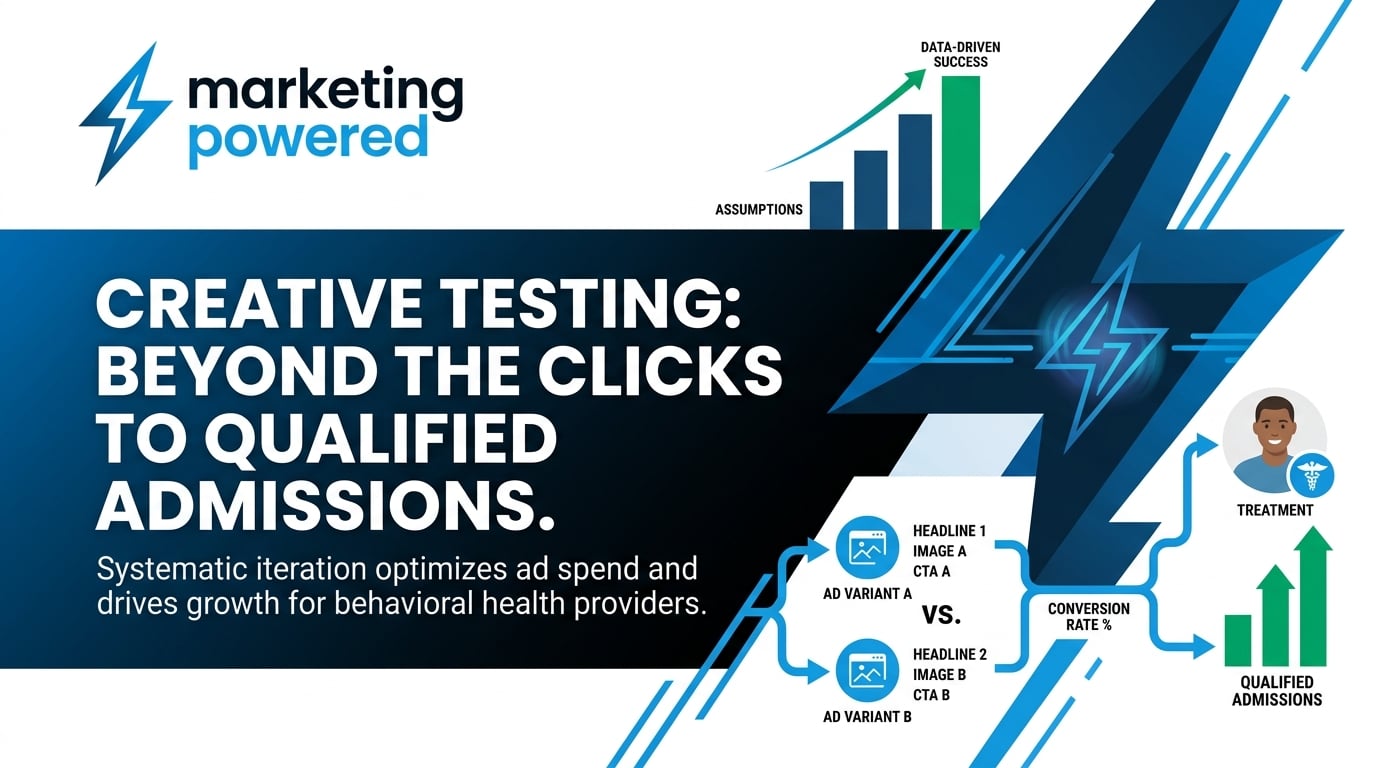 marketing
powered
DATA-DRIVEN
SUCCESS
ASSUMPTIONS
CREATIVE TESTING:
BEYOND THE CLICKS
TO QUALIFIED
ADMISSIONS.
Systematic iteration optimizes ad spend and
drives growth for behavioral health providers.
HEADLINE 1
IMAGE A
CTA A
AD VARIANT A
VS.
HEADLINE 2
IMAGE B
CTA B
AD VARIANT B
CONVERSION
RATE %
TREATMENT
QUALIFIED
ADMISSIONS